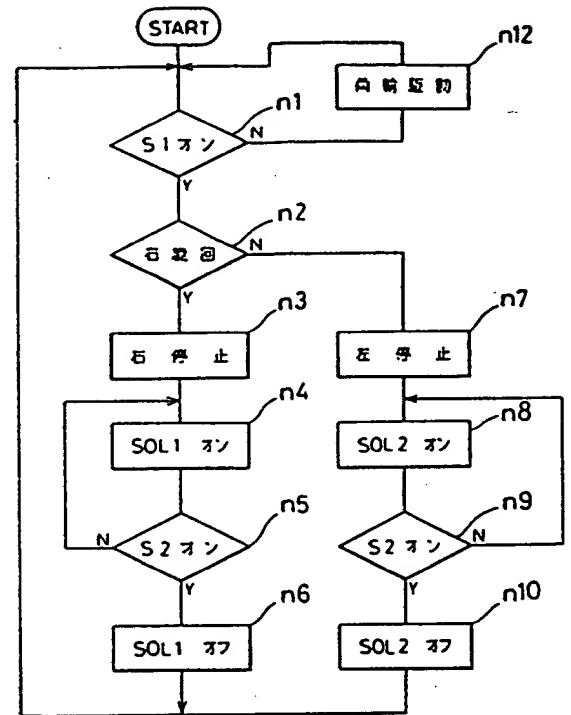 START
n12
両輪駆動
n1
S1オン
N
Y
n2
右旋回
N
Y
n3
右停止
n7
左停止
n4
SOL1 オン
n8
SOL2 オン
n5
S2オン
N
Y
n9
S2オン
N
Y
n6
SOL1 オフ
n10
SOL2 オフ